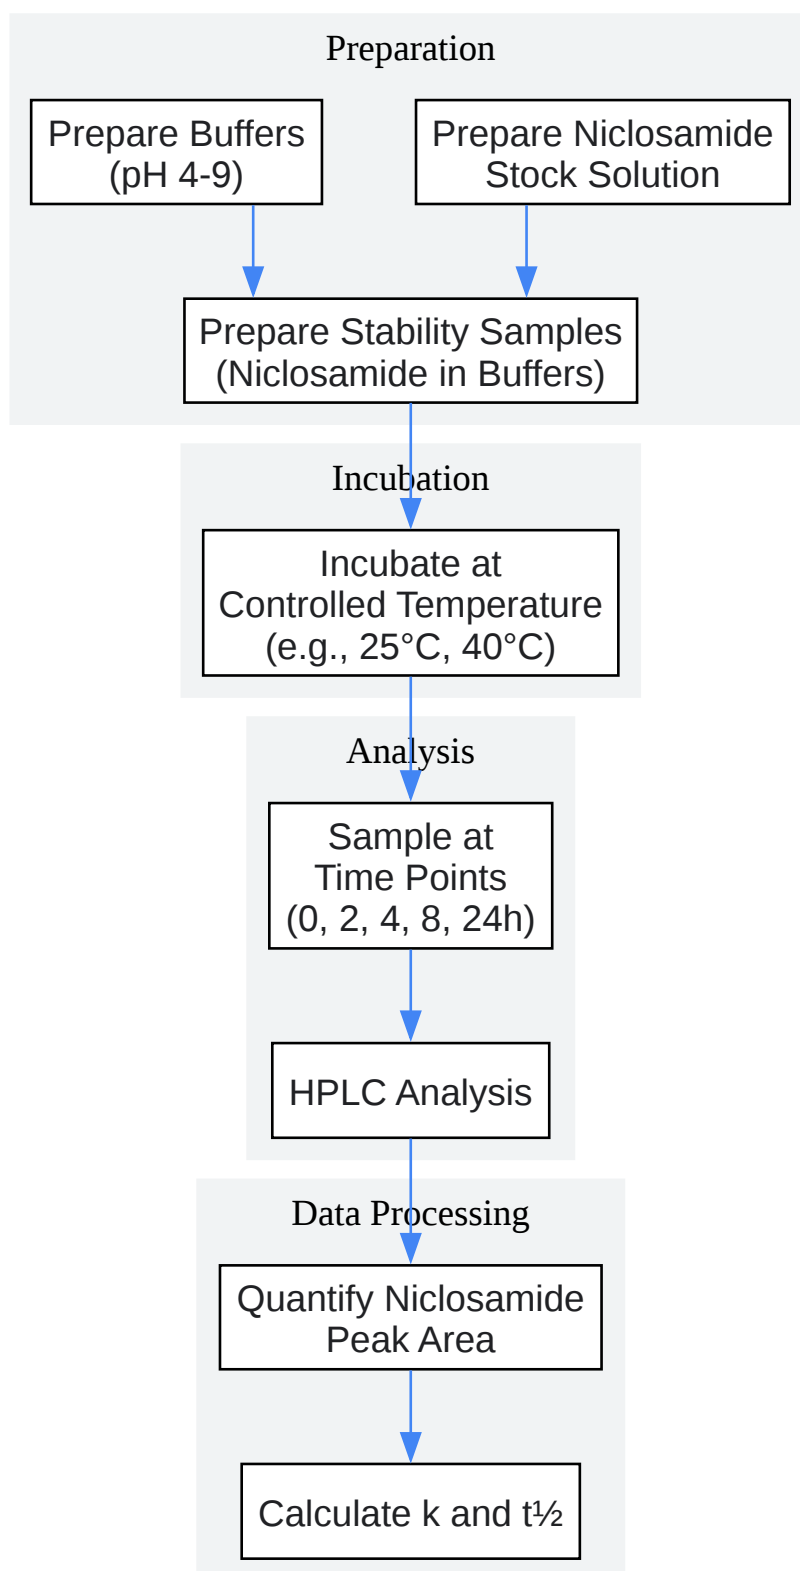 Preparation
Prepare Buffers
(pH 4-9)
Prepare Niclosamide
Stock Solution
Prepare Stability Samples
(Niclosamide in Buffers)
Incubation
Incubate at
Controlled Temperature
(e.g., 25°C, 40°C)
Analysis
Sample at
Time Points
(0, 2, 4, 8, 24h)
HPLC Analysis
Data Processing
Quantify Niclosamide
Peak Area
Calculate k and t½